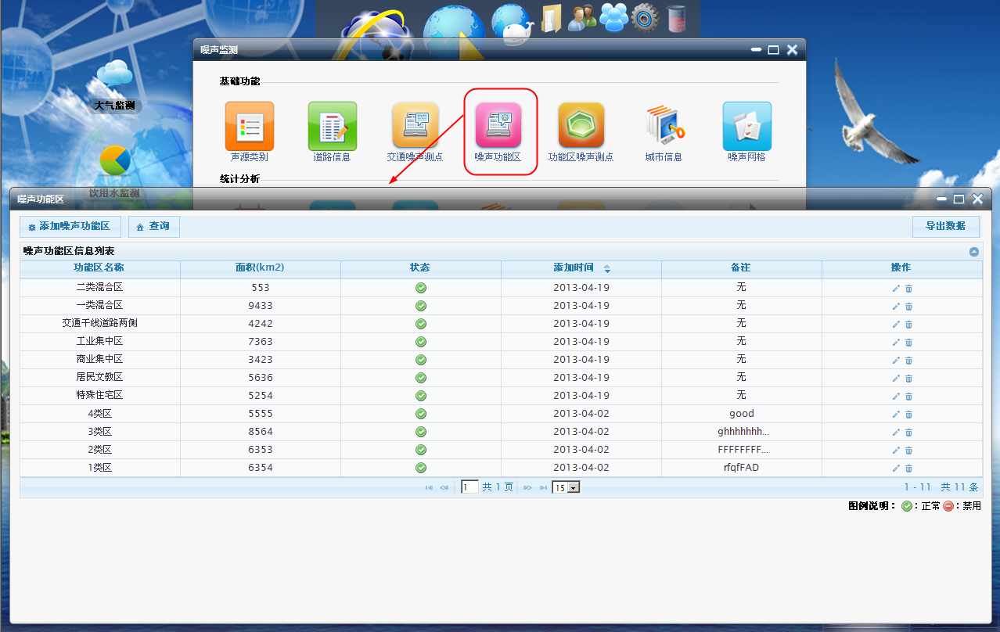 噪声监测
基础功能
大气监测
声源类别 道路信息 交通噪声测点 噪声功能区 功能区噪声测点 城市信息 噪声网格
统计分析
饮用水监测
噪声功能区
添加噪声功能区 查询 导出数据
噪声功能区信息列表
功能区名称 面积(km2) 状态 添加时间 备注 操作
二类混合区 553 2013-04-19 无
一类混合区 9433 2013-04-19 无
交通干线道路两侧 4242 2013-04-19 无
工业集中区 7363 2013-04-19 无
商业集中区 3423 2013-04-19 无
居民文教区 5636 2013-04-19 无
特殊住宅区 5254 2013-04-19 无
4类区 5555 2013-04-02 good
3类区 8564 2013-04-02 ghhhhhhh...
2类区 6353 2013-04-02 FFFFFFFF...
1类区 6354 2013-04-02 rfqfFAD
1 共 1 页 15 1 - 11 共 11 条
图例说明：：正常 ：禁用